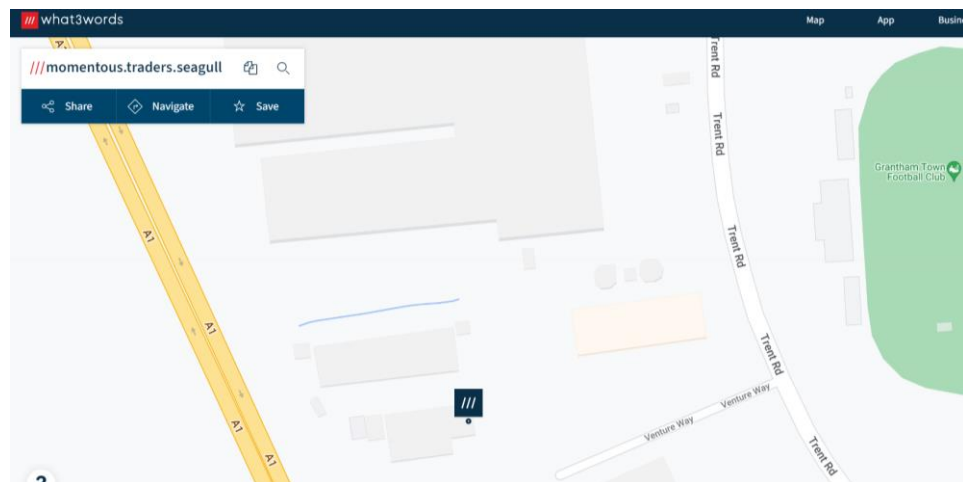 what3words
Map
App
Busine
///momentous.traders.seagull
Share
Navigate
Save
A1
A1
A1
A1
A1
Trent Rd
Trent Rd
Trent Rd
Trent Rd
Trent Rd
Grantham Town
Football Club
Venture Way
Venture Way
///